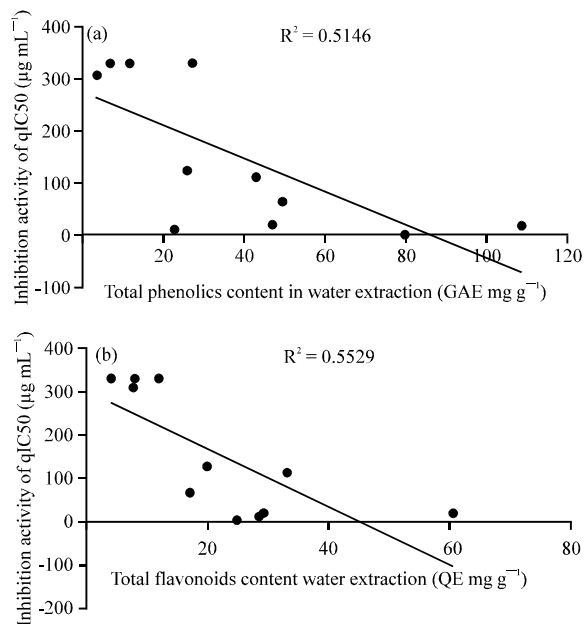 (a)
R² = 0.5146
Inhibition activity of qIC50 (µg mL⁻¹)
400
300
200
100
0
-100
20
40
60
80
100
120
Total phenolics content in water extraction (GAE mg g⁻¹)
(b)
R² = 0.5529
Inhibition activity of qIC50 (µg mL⁻¹)
400
300
200
100
0
-100
-200
20
40
60
80
Total flavonoids content water extraction (QE mg g⁻¹)